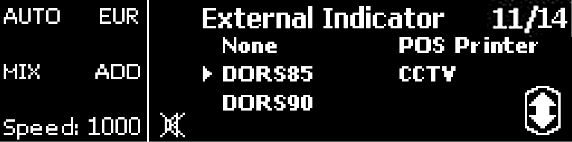 AUTO EUR
MIX ADD
Speed: 1000
External Indicator 11/14
None POS Printer
DORS85 CCTV
DORS90